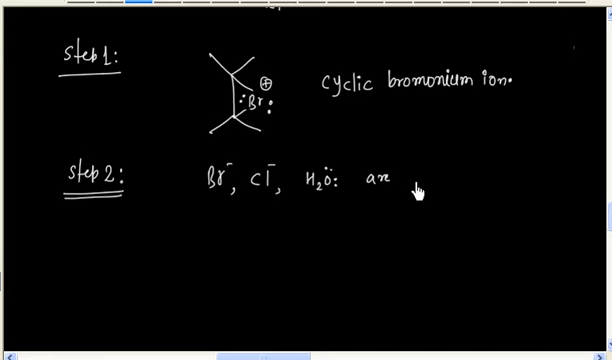 Step 1:
⊕
:Br: cyclic bromonium ion.
Step 2: Br⁻, Cl⁻, H₂Ö: are